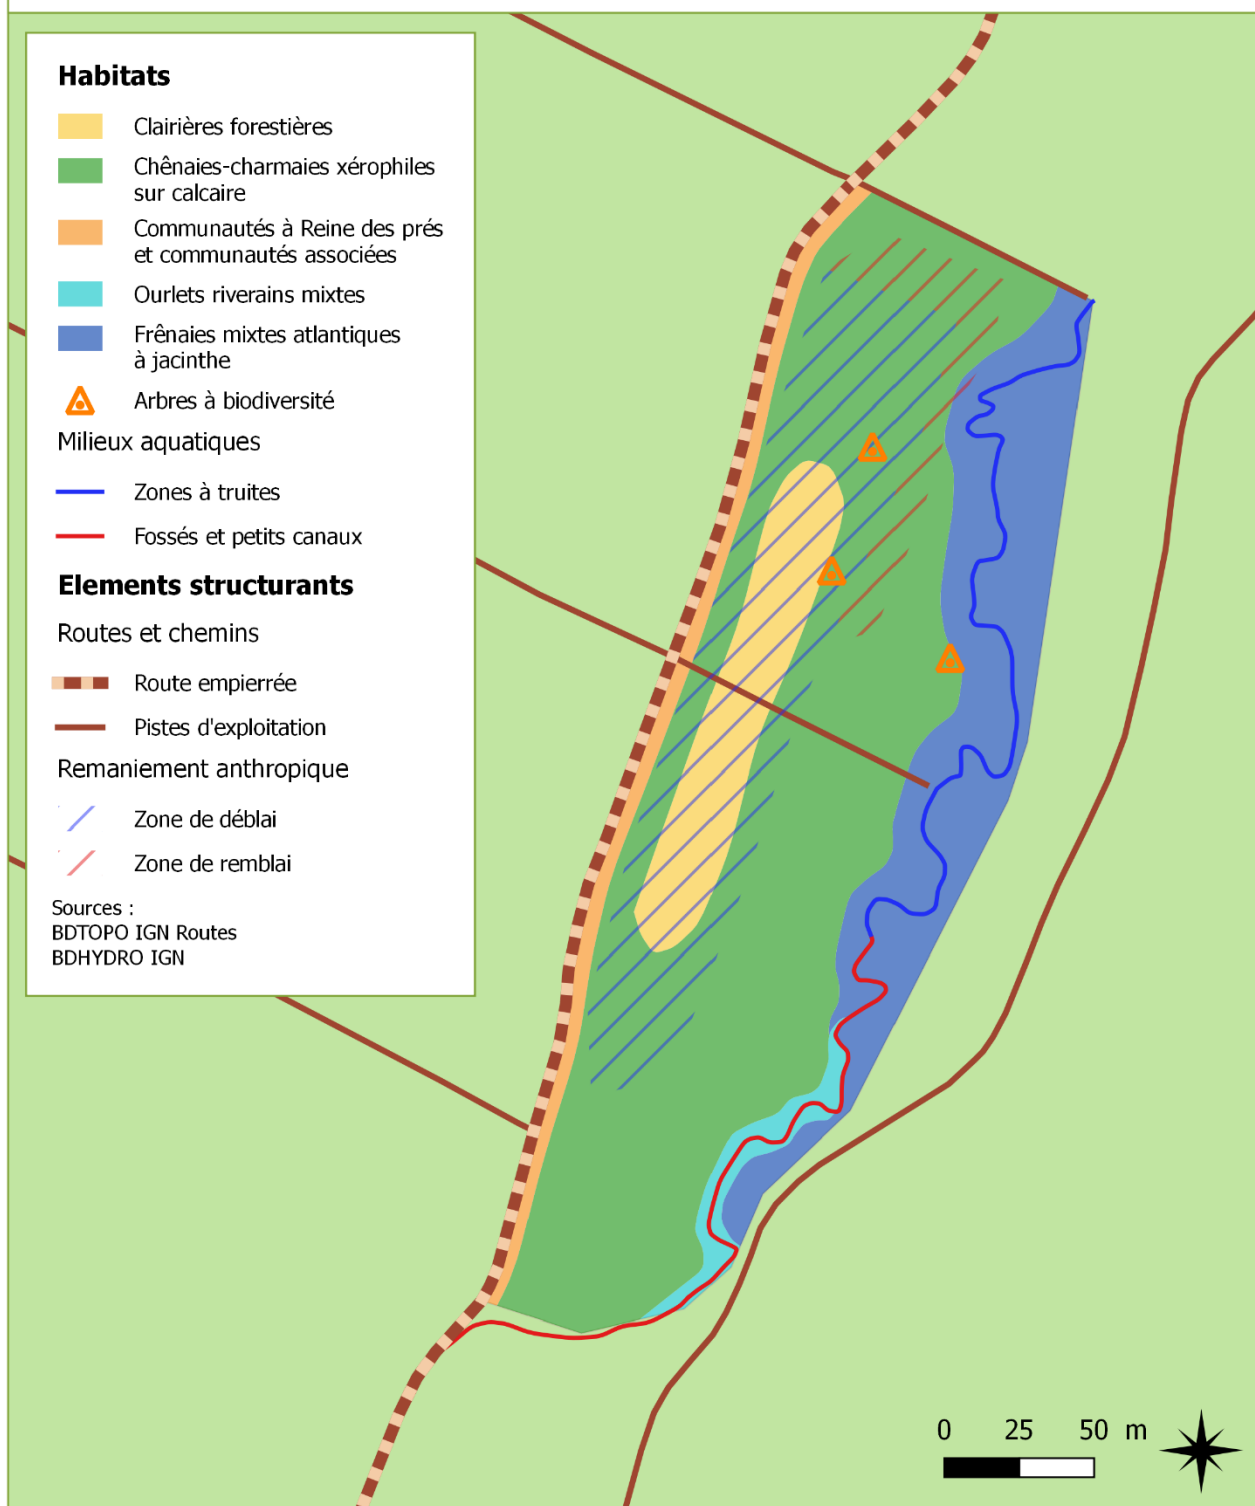 Habitats
Clairières forestières
Chênaies-charmaies xérophiles
sur calcaire
Communautés à Reine des prés
et communautés associées
Ourlets riverains mixtes
Frênaies mixtes atlantiques
à jacinthe
Arbres à biodiversité
Milieux aquatiques
Zones à truites
Fossés et petits canaux
Elements structurants
Routes et chemins
Route empierrée
Pistes d'exploitation
Remaniement anthropique
Zone de déblai
Zone de remblai
Sources :
BDTOPO IGN Routes
BDHYDRO IGN
0 25 50 m